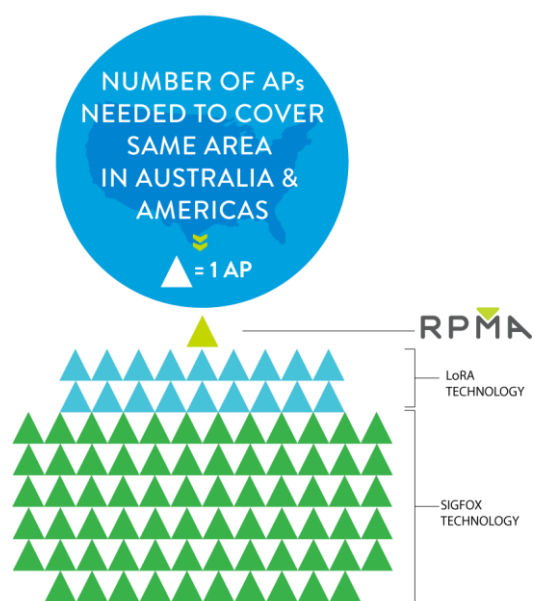 NUMBER OF APs
NEEDED TO COVER
SAME AREA
IN AUSTRALIA &
AMERICAS
= 1 AP
RPMA
LoRA
TECHNOLOGY
SIGFOX
TECHNOLOGY